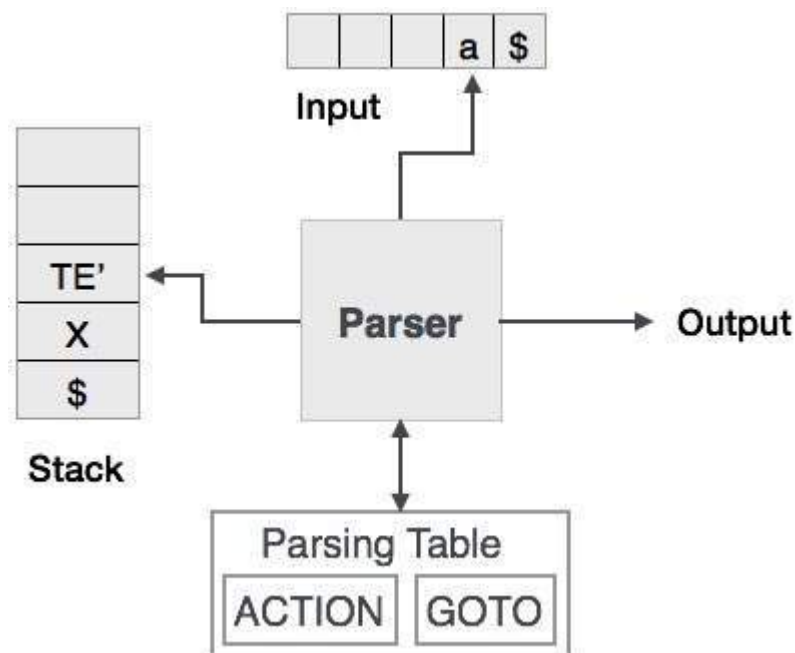 a $
Input
TE’
X
$
Stack
Parser
Output
Parsing Table
ACTION GOTO